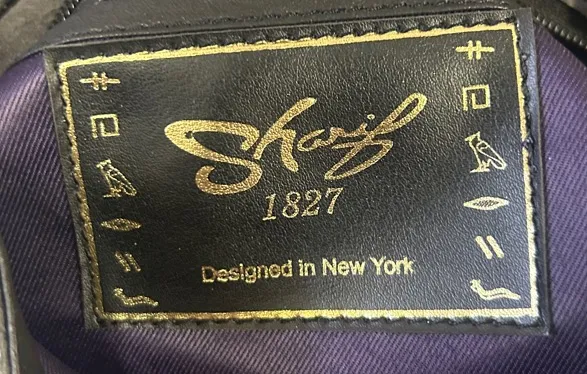 Sharif
1827
Designed in New York